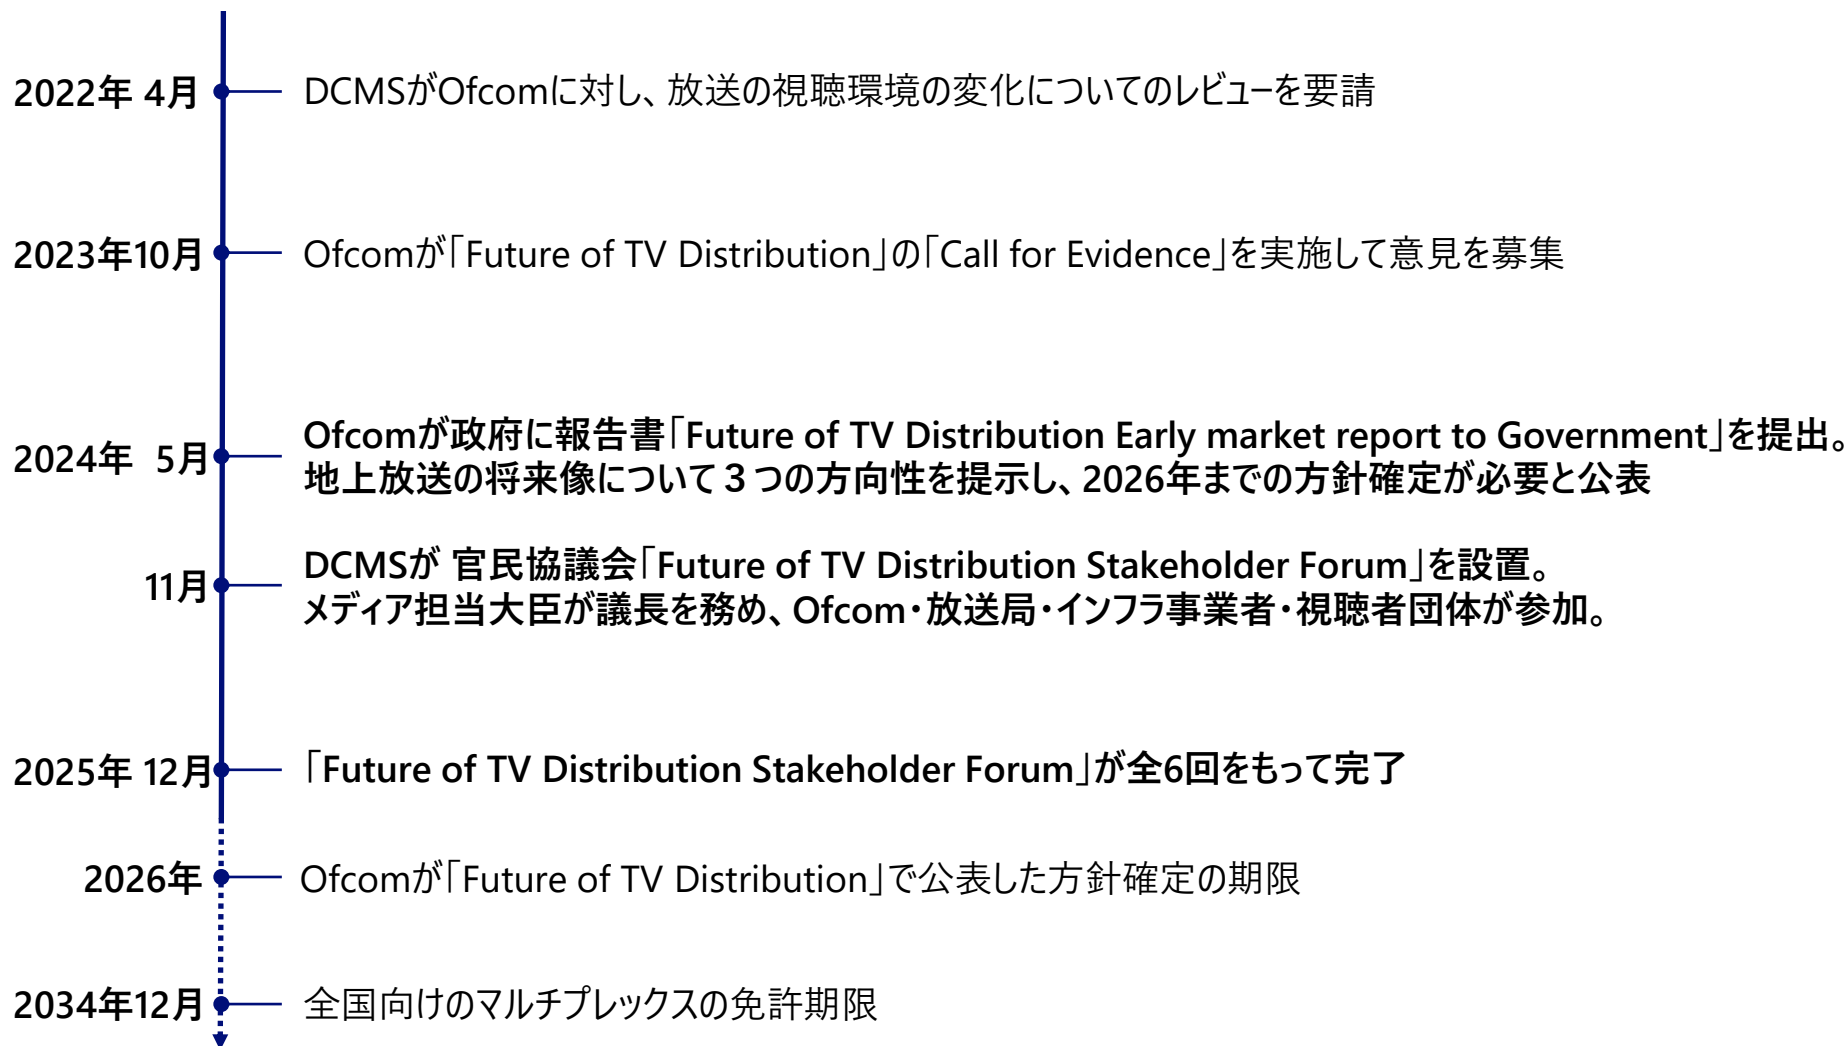 2022年 4月 DCMSがOfcomに対し、放送の視聴環境の変化についてのレビューを要請
2023年10月 Ofcomが「Future of TV Distribution」の「Call for Evidence」を実施して意見を募集
2024年 5月 Ofcomが政府に報告書「Future of TV Distribution Early market report to Government」を提出。
地上放送の将来像について３つの方向性を提示し、2026年までの方針確定が必要と公表
11月 DCMSが 官民協議会「Future of TV Distribution Stakeholder Forum」を設置。
メディア担当大臣が議長を務め、Ofcom・放送局・インフラ事業者・視聴者団体が参加。
2025年 12月 「Future of TV Distribution Stakeholder Forum」が全6回をもって完了
2026年 Ofcomが「Future of TV Distribution」で公表した方針確定の期限
2034年12月 全国向けのマルチプレックスの免許期限